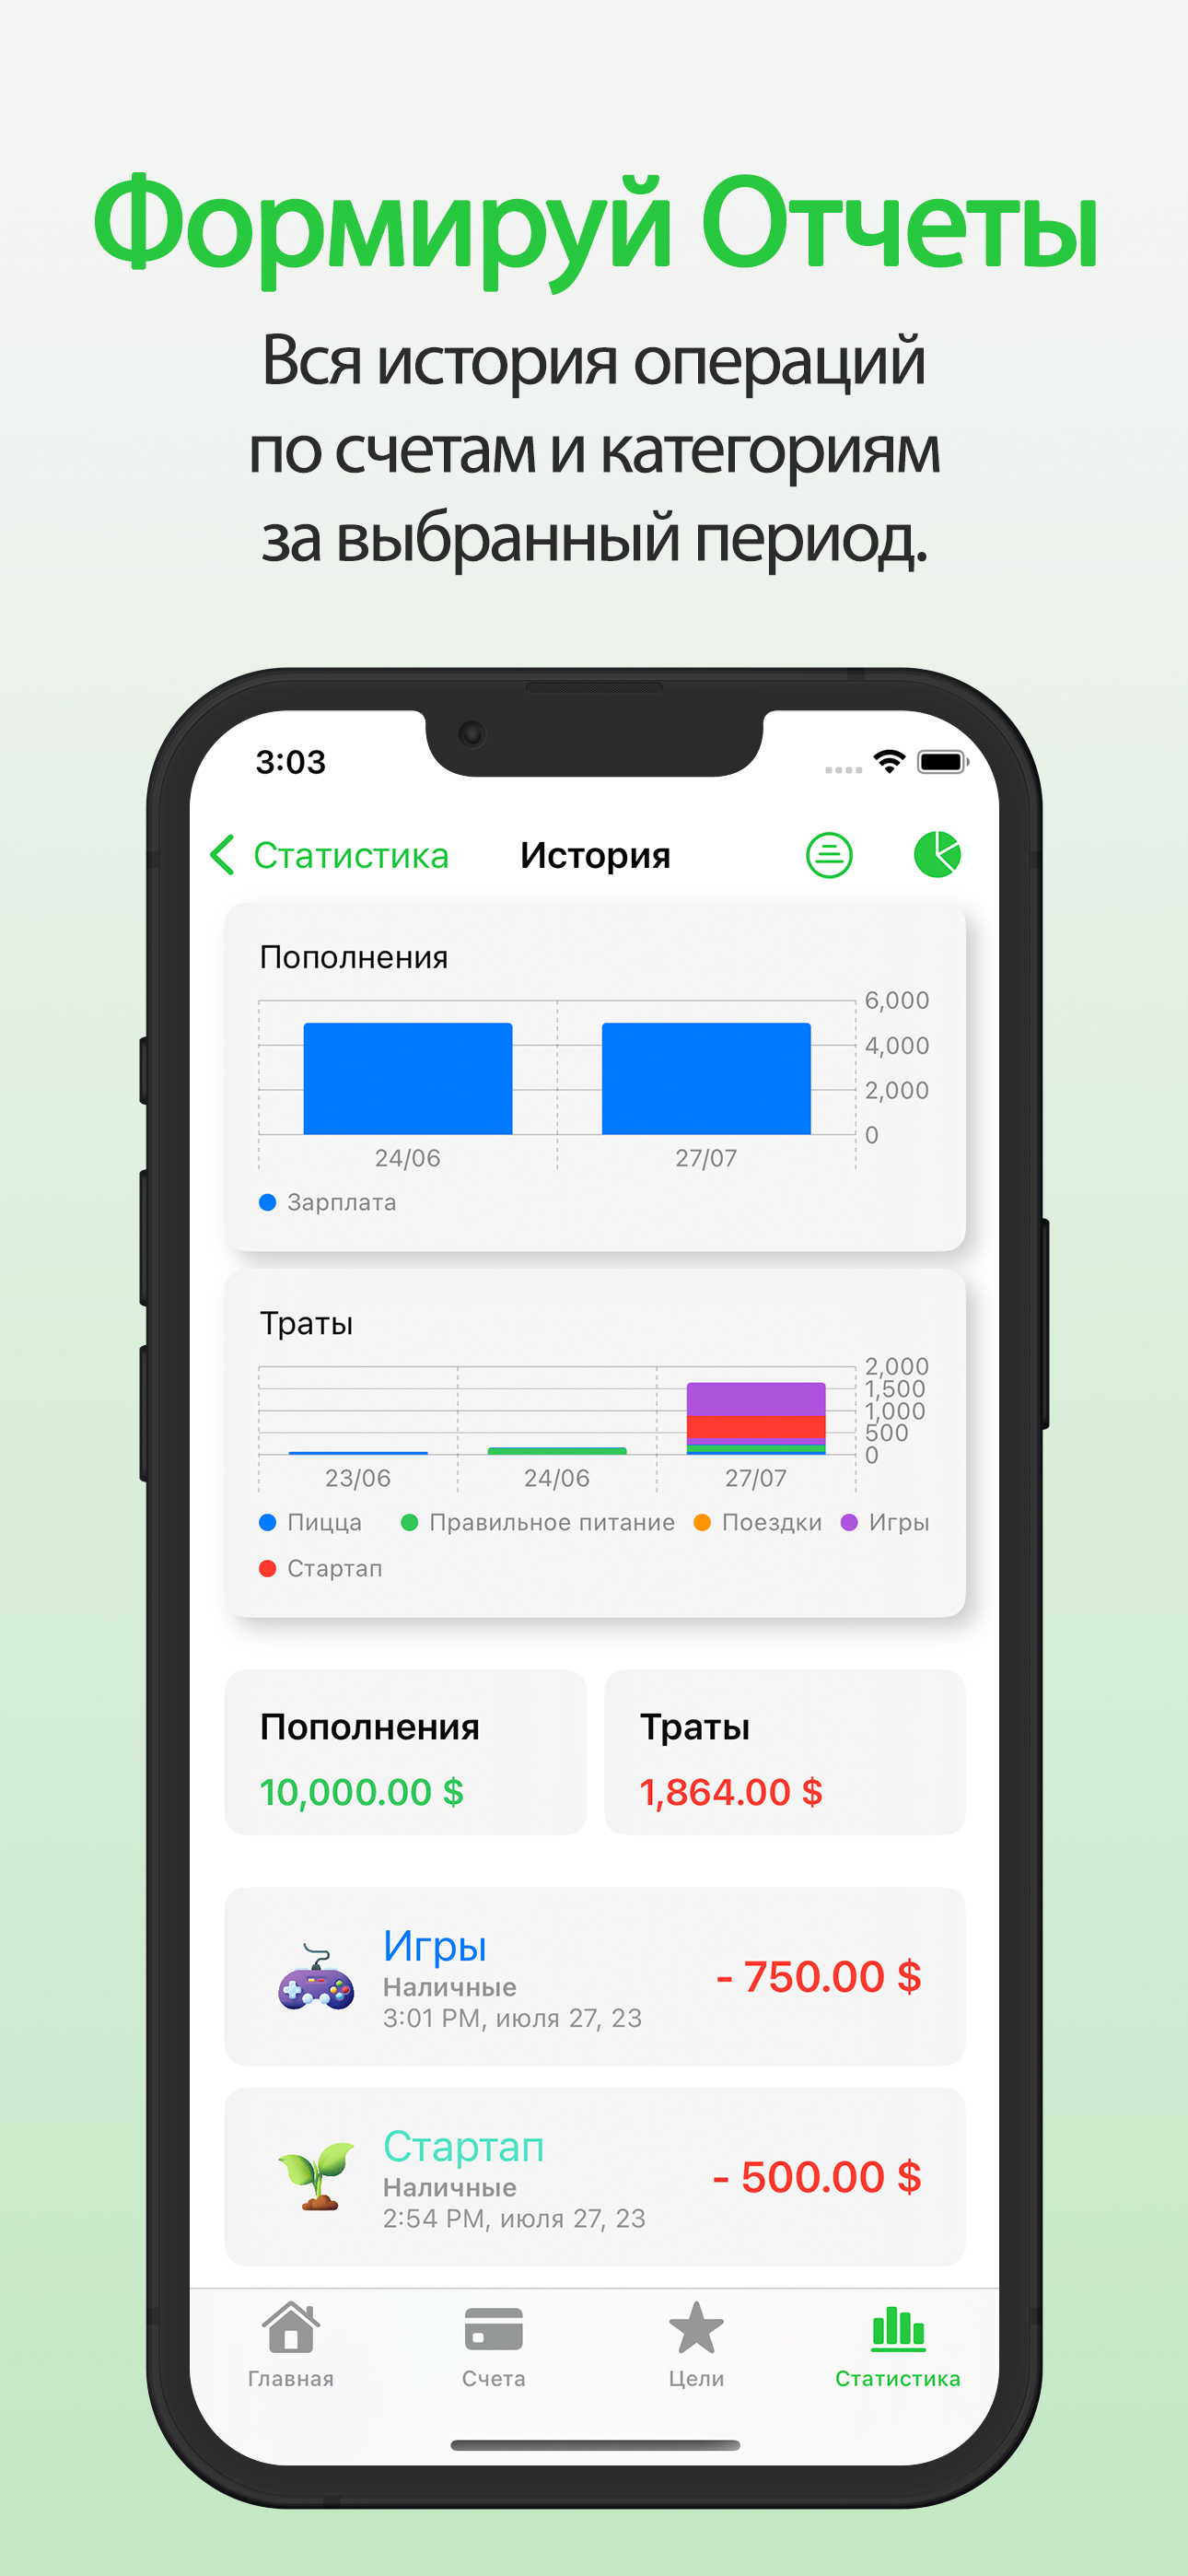 Формируй Отчеты
Вся история операций
по счетам и категориям
за выбранный период.
3:03
Статистика
История
Пополнения
6,000
4,000
2,000
0
24/06
27/07
Зарплата
Траты
2,000
1,500
1,000
500
0
23/06
24/06
27/07
Пицца
Правильное питание
Поездки
Игры
Стартап
Пополнения
10,000.00 $
Траты
1,864.00 $
Игры
Наличные
3:01 PM, июля 27, 23
- 750.00 $
Стартап
Наличные
2:54 PM, июля 27, 23
- 500.00 $
Главная
Счета
Цели
Статистика